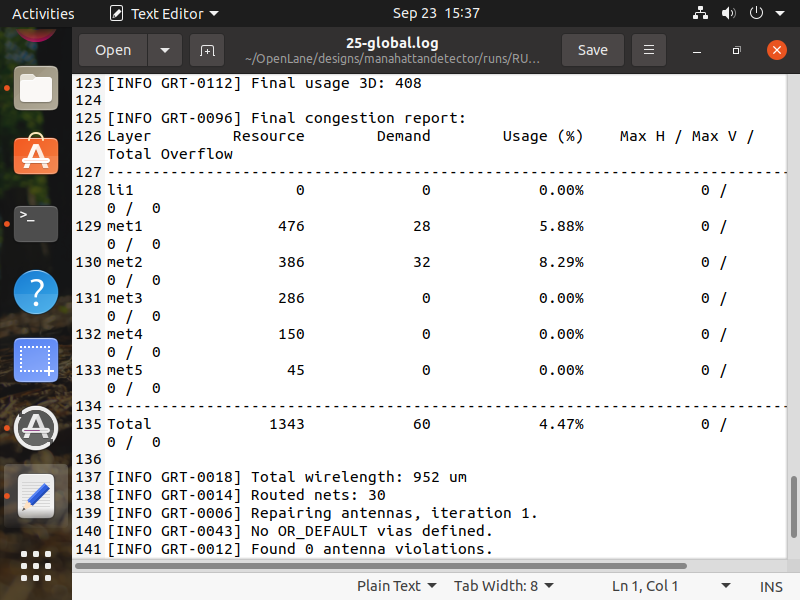 Activities Text Editor Sep 23 15:37
Open 25-global.log Save
~/OpenLane/designs/manahattandetector/runs/RU...
123 [INFO GRT-0112] Final usage 3D: 408
124
125 [INFO GRT-0096] Final congestion report:
126 Layer Resource Demand Usage (%) Max H / Max V /
Total Overflow
127 ---------------------------------------------------------------------------
128 li1 0 0 0.00% 0 /
0 / 0
129 met1 476 28 5.88% 0 /
0 / 0
130 met2 386 32 8.29% 0 /
0 / 0
131 met3 286 0 0.00% 0 /
0 / 0
132 met4 150 0 0.00% 0 /
0 / 0
133 met5 45 0 0.00% 0 /
0 / 0
134 ---------------------------------------------------------------------------
135 Total 1343 60 4.47% 0 /
0 / 0
136
137 [INFO GRT-0018] Total wirelength: 952 um
138 [INFO GRT-0014] Routed nets: 30
139 [INFO GRT-0006] Repairing antennas, iteration 1.
140 [INFO GRT-0043] No OR_DEFAULT vias defined.
141 [INFO GRT-0012] Found 0 antenna violations.
Plain Text Tab Width: 8 Ln 1, Col 1 INS